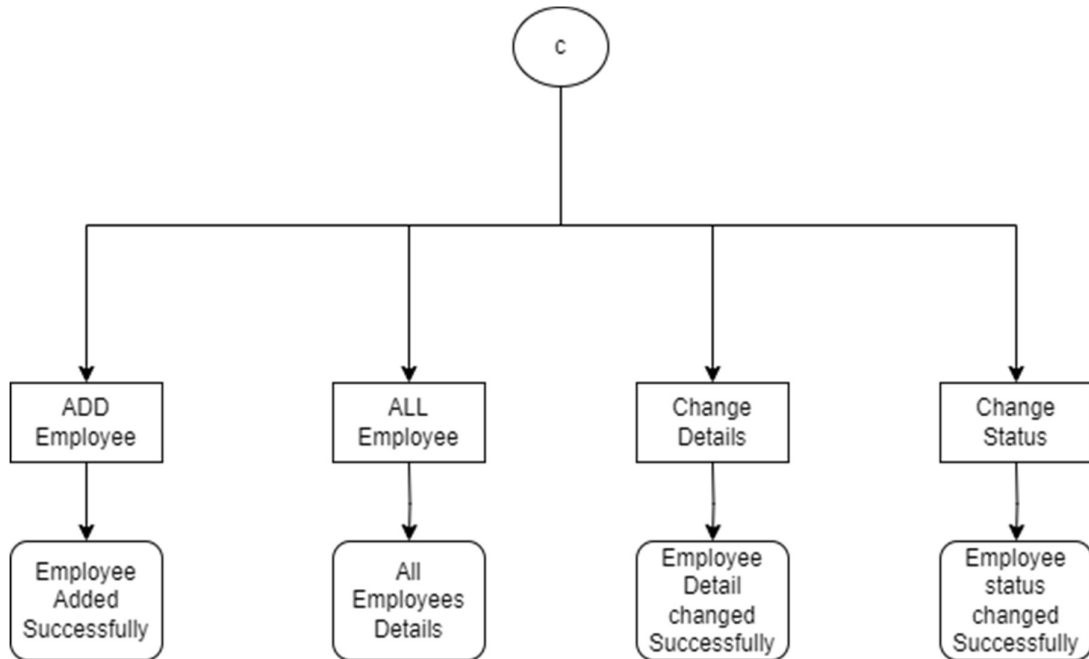 c
ADD
Employee
ALL
Employee
Change
Details
Change
Status
Employee
Added
Successfully
All
Employees
Details
Employee
Detail
changed
Successfully
Employee
status
changed
Successfully